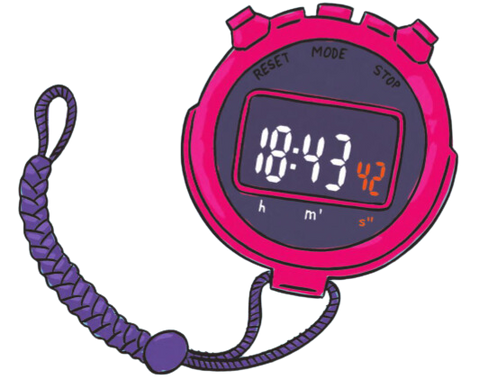 RESET MODE STOP
18:43 42
h m' s"